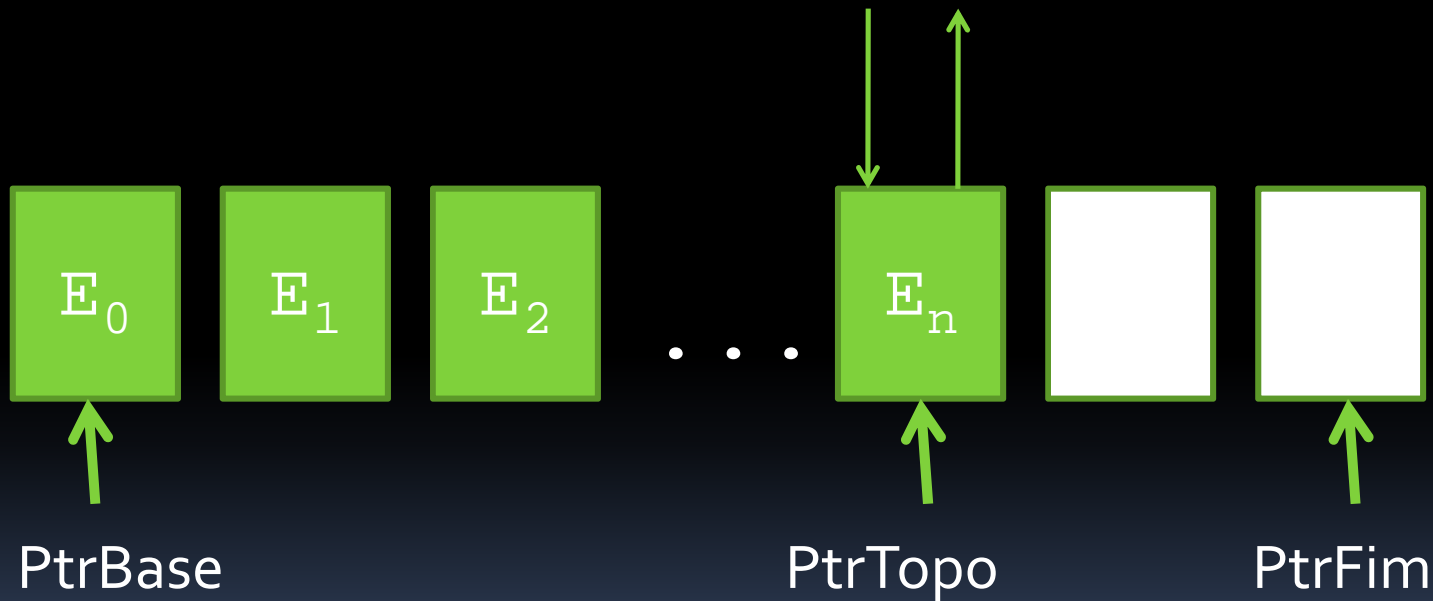 E₀ E₁ E₂ . . . Eₙ
PtrBase PtrTopo PtrFim